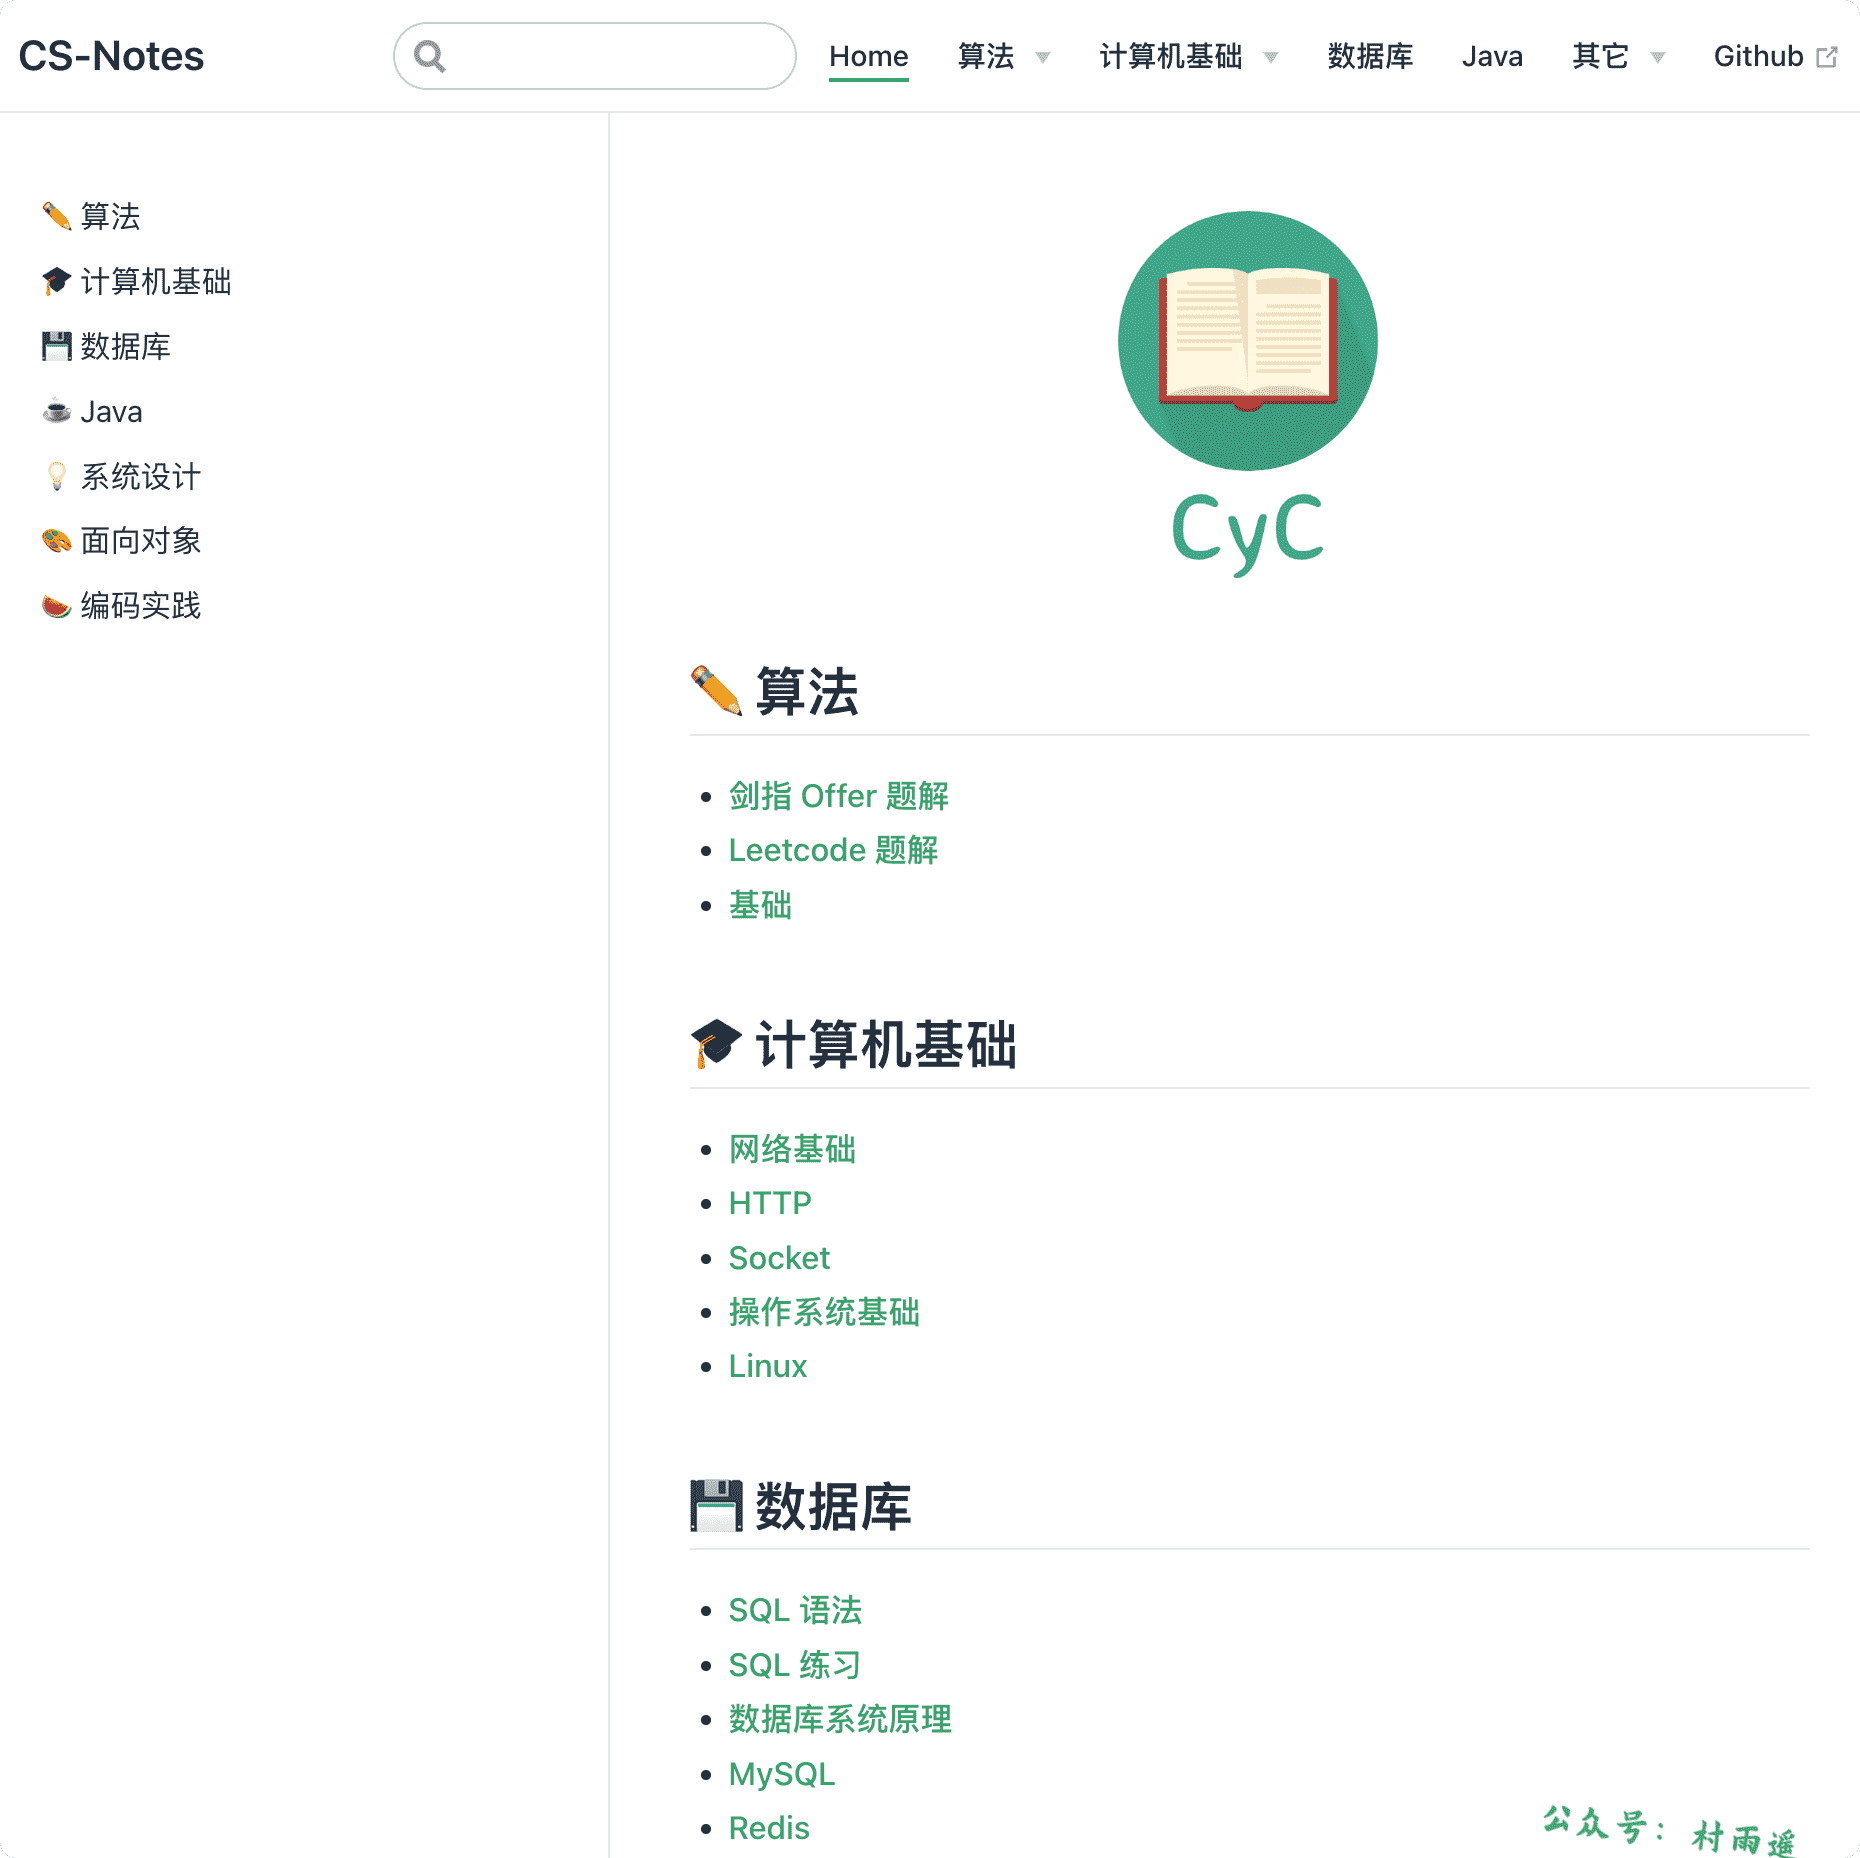 CS-Notes
Home 算法 计算机基础 数据库 Java 其它 Github
算法
计算机基础
数据库
Java
系统设计
面向对象
编码实践
CyC
算法
剑指 Offer 题解
Leetcode 题解
基础
计算机基础
网络基础
HTTP
Socket
操作系统基础
Linux
数据库
SQL 语法
SQL 练习
数据库系统原理
MySQL
Redis
公众号：村雨遥